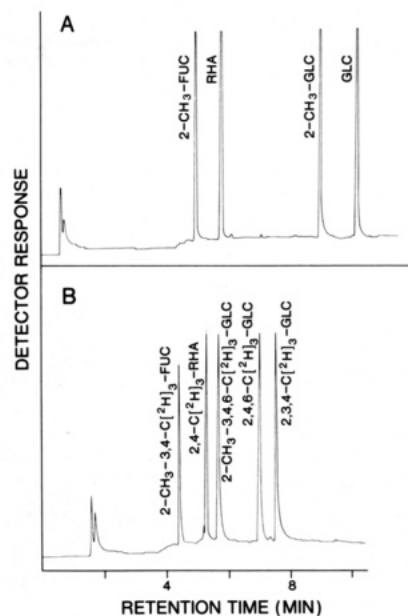 A
2-CH₃-FUC
RHA
2-CH₃-GLC
GLC
DETECTOR RESPONSE
B
2-CH₃-3,4-C[²H]₃-FUC
2,4-C[²H]₃-RHA
2-CH₃-3,4,6-C[²H]₃-GLC
2,4,6-C[²H]₃-GLC
2,3,4-C[²H]₃-GLC
4 8
RETENTION TIME (MIN)